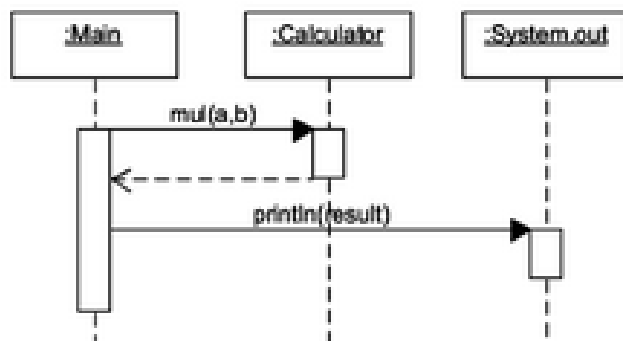 :Main
:Calculator
:System.out
mul(a,b)
println(result)